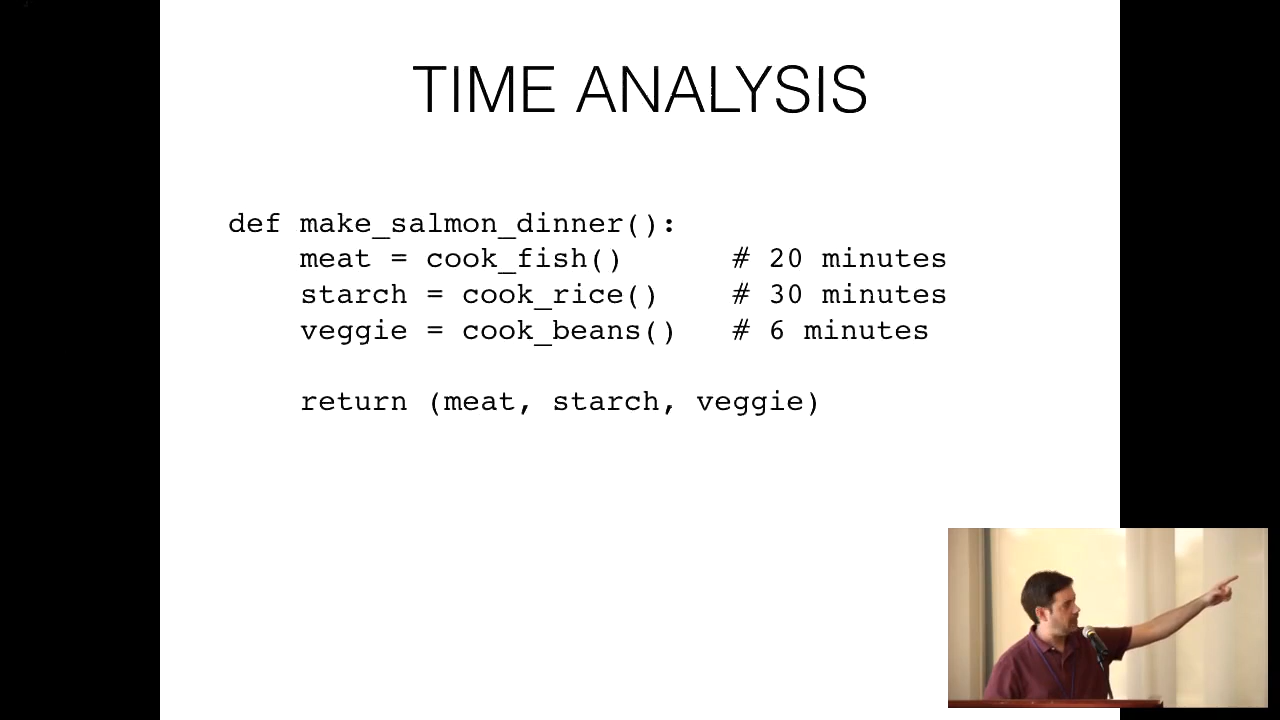 TIME ANALYSIS
def make_salmon_dinner():
    meat = cook_fish()      # 20 minutes
    starch = cook_rice()    # 30 minutes
    veggie = cook_beans()   # 6 minutes
    return (meat, starch, veggie)